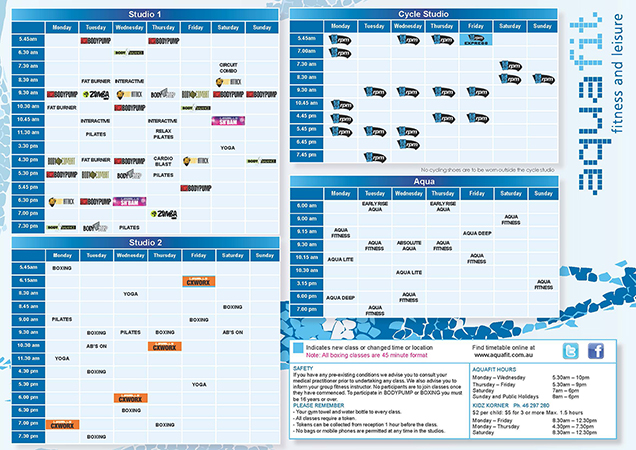 Studio 1
Monday Tuesday Wednesday Thursday Friday Saturday Sunday
5.45am BODYPUMP BODYPUMP
6.30 am BODY BALANCE
7.30 am CIRCUIT COMBO
8.30 am FAT BURNER INTERACTIVE
9.30 am BODYPUMP ZUMBA BODYPUMP BODYPUMP BODYPUMP
10.30 am FAT BURNER BODYPUMP
10.45 am INTERACTIVE THORACTIVE SH'BAM
11.30 am PILATES RELAX PILATES
3.30 pm YOGA
4.30 pm FAT BURNER BODYPUMP CARDIO BLAST BODY BALANCE
5.30 pm BODYPUMP PILATES
5.45 pm BODYPUMP
6.30 pm BODYPUMP SH'BAM
7.00 pm ZUMBA
7.30 pm BODY BALANCE PILATES
Studio 2
Monday Tuesday Wednesday Thursday Friday Saturday Sunday
5.45am BOXING
6.15am CXWORX
8.30 am YOGA
8.45 am BOXING
9.00 am PILATES BOXING
9.30 am BOXING PILATES BOXING AB'S ON
10.30 am AB'S ON CXWORX
11.30 am YOGA
4.30 pm BOXING
5.30 pm YOGA
6.00 pm CXWORX
6.30 pm BOXING
7.00 pm CXWORX BOXING
7.30 pm BOXING
Cycle Studio
Monday Tuesday Wednesday Thursday Friday Saturday Sunday
5.45am rpm rpm rpm rpm EXPRESS
7.00am rpm
7.30 am rpm
8.30 am rpm rpm
9.30 am rpm rpm rpm rpm
10.45 am rpm
4.45 pm rpm rpm rpm rpm
5.45 pm rpm rpm rpm
6.15 pm rpm
7.45 pm rpm
No cycling shoes are to be worn outside the cycle studio
Aqua
Monday Tuesday Wednesday Thursday Friday Saturday Sunday
6.00 am EARLY RISE AQUA EARLY RISE AQUA
9.00 am AQUA FITNESS
9.15 am AQUA FITNESS AQUA DEEP
9.30 am AQUA FITNESS ABSOLUTE AQUA AQUA FITNESS
10.15 am AQUA LITE AQUA FITNESS
10.30 am AQUA LITE
3.15 pm AQUA FITNESS
6.00 pm AQUA DEEP AQUA FITNESS
7.00 pm AQUA FITNESS AQUA FITNESS
aquafit.
fitness and leisure
Indicates new class or changed time or location
Note: All boxing classes are 45 minute format
Find timetable online at
www.aquafit.com.au
SAFETY
If you have any pre-existing conditions we advise you to consult your
medical practitioner prior to undertaking any class. We also advise you to
inform your group fitness instructor. No participants are to join classes once
they have commenced. To participate in BODYPUMP or BOXING you must
be 16 years or over.
PLEASE REMEMBER
- Your gym towel and water bottle to every class.
- All classes require a token.
- Tokens can be collected from reception 1 hour before the class.
- No bags or mobile phones are permitted at any time in the studios.
AQUAFIT HOURS
Monday – Wednesday 5.30am – 10pm
Thursday – Friday 5.30am – 9pm
Saturday 7am – 6pm
Sunday and Public Holidays 8am – 6pm
KIDZ KORNER Ph. 46 297 260
$2 per child: $5 for 3 or more Max. 1.5 hours
Monday – Friday 8.30am – 12.30pm
Monday – Thursday 4.30pm – 7.30pm
Saturday 8.30am – 12.30pm